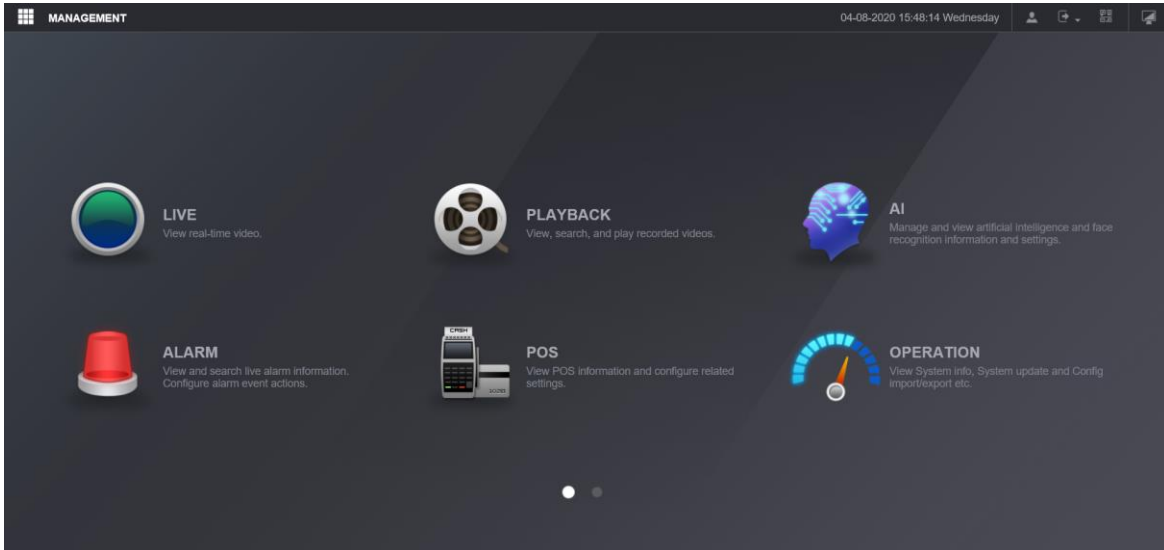 MANAGEMENT
04-08-2020 15:48:14 Wednesday
LIVE
View real-time video.
PLAYBACK
View, search, and play recorded videos.
AI
Manage and view artificial intelligence and face
recognition information and settings.
ALARM
View and search live alarm information.
Configure alarm event actions.
CASH
POS
View POS information and configure related
settings.
OPERATION
View System info, System update and Config
import/export etc.